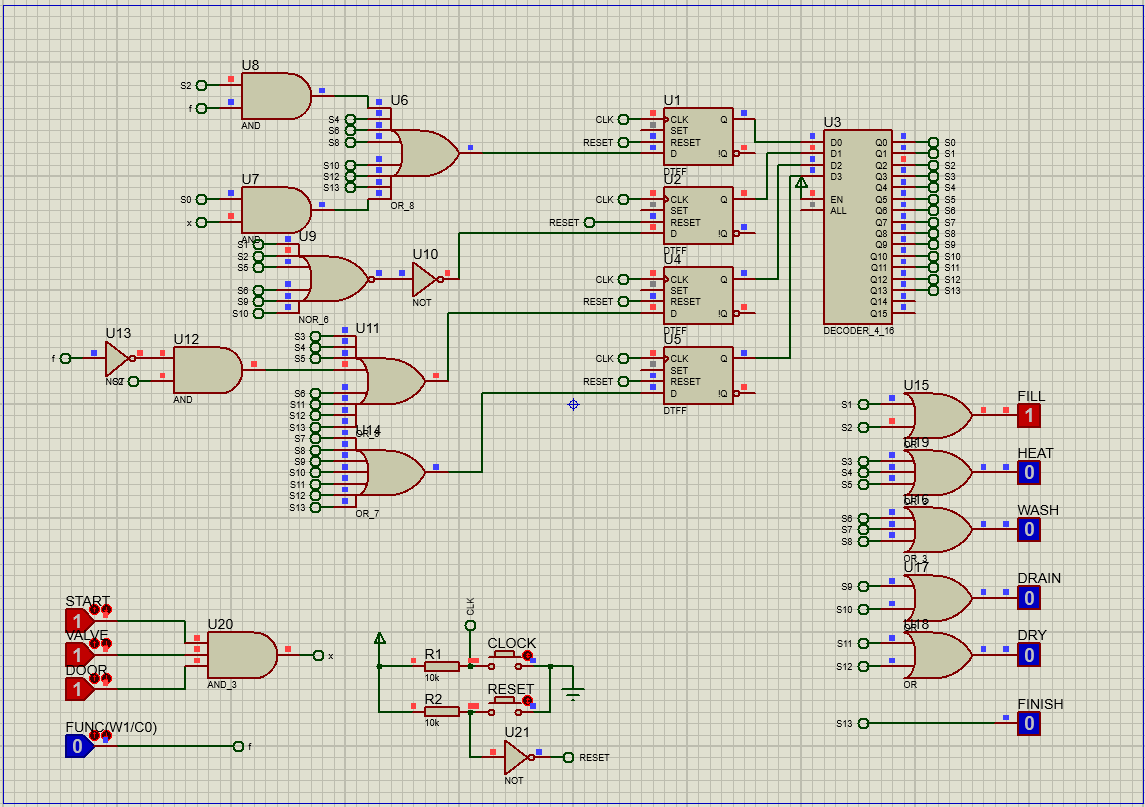 U8
S2
f
AND
U6
S4
S6
S8
S10
S12
S13
OR_8
U7
S0
x
AND
U9
S1
S2
S5
S6
S9
S10
NOR_6
U10
NOT
U13
f
U12
AND
U11
S3
S4
S5
S6
S11
S12
S13
U14
S7
S8
S9
S10
S11
S12
S13
OR_7
U1
CLK
RESET
CLK
SET
RESET
D
Q
!Q
DTFF
U2
CLK
RESET
CLK
SET
RESET
D
Q
!Q
DTFF
U4
CLK
RESET
CLK
SET
RESET
D
Q
!Q
DTFF
U5
CLK
RESET
CLK
SET
RESET
D
Q
!Q
DTFF
U3
D0 Q0 S0
D1 Q1 S1
D2 Q2 S2
D3 Q3 S3
Q4 S4
EN Q5 S5
ALL Q6 S6
Q7 S7
Q8 S8
Q9 S9
Q10 S10
Q11 S11
Q12 S12
Q13 S13
Q14
Q15
DECODER_4_16
U15
S1
S2
FILL
1
S3
S4
S5
HEAT
0
S6
S7
S8
OR_3
WASH
0
U17
S9
S10
DRAIN
0
S11
S12
OR
DRY
0
S13
FINISH
0
START
1
VALVE
1
DOOR
1
U20
AND_3
x
FUNC(W1/C0)
0
f
CLK
R1
10k
CLOCK
R2
10k
RESET
U21
NOT
RESET